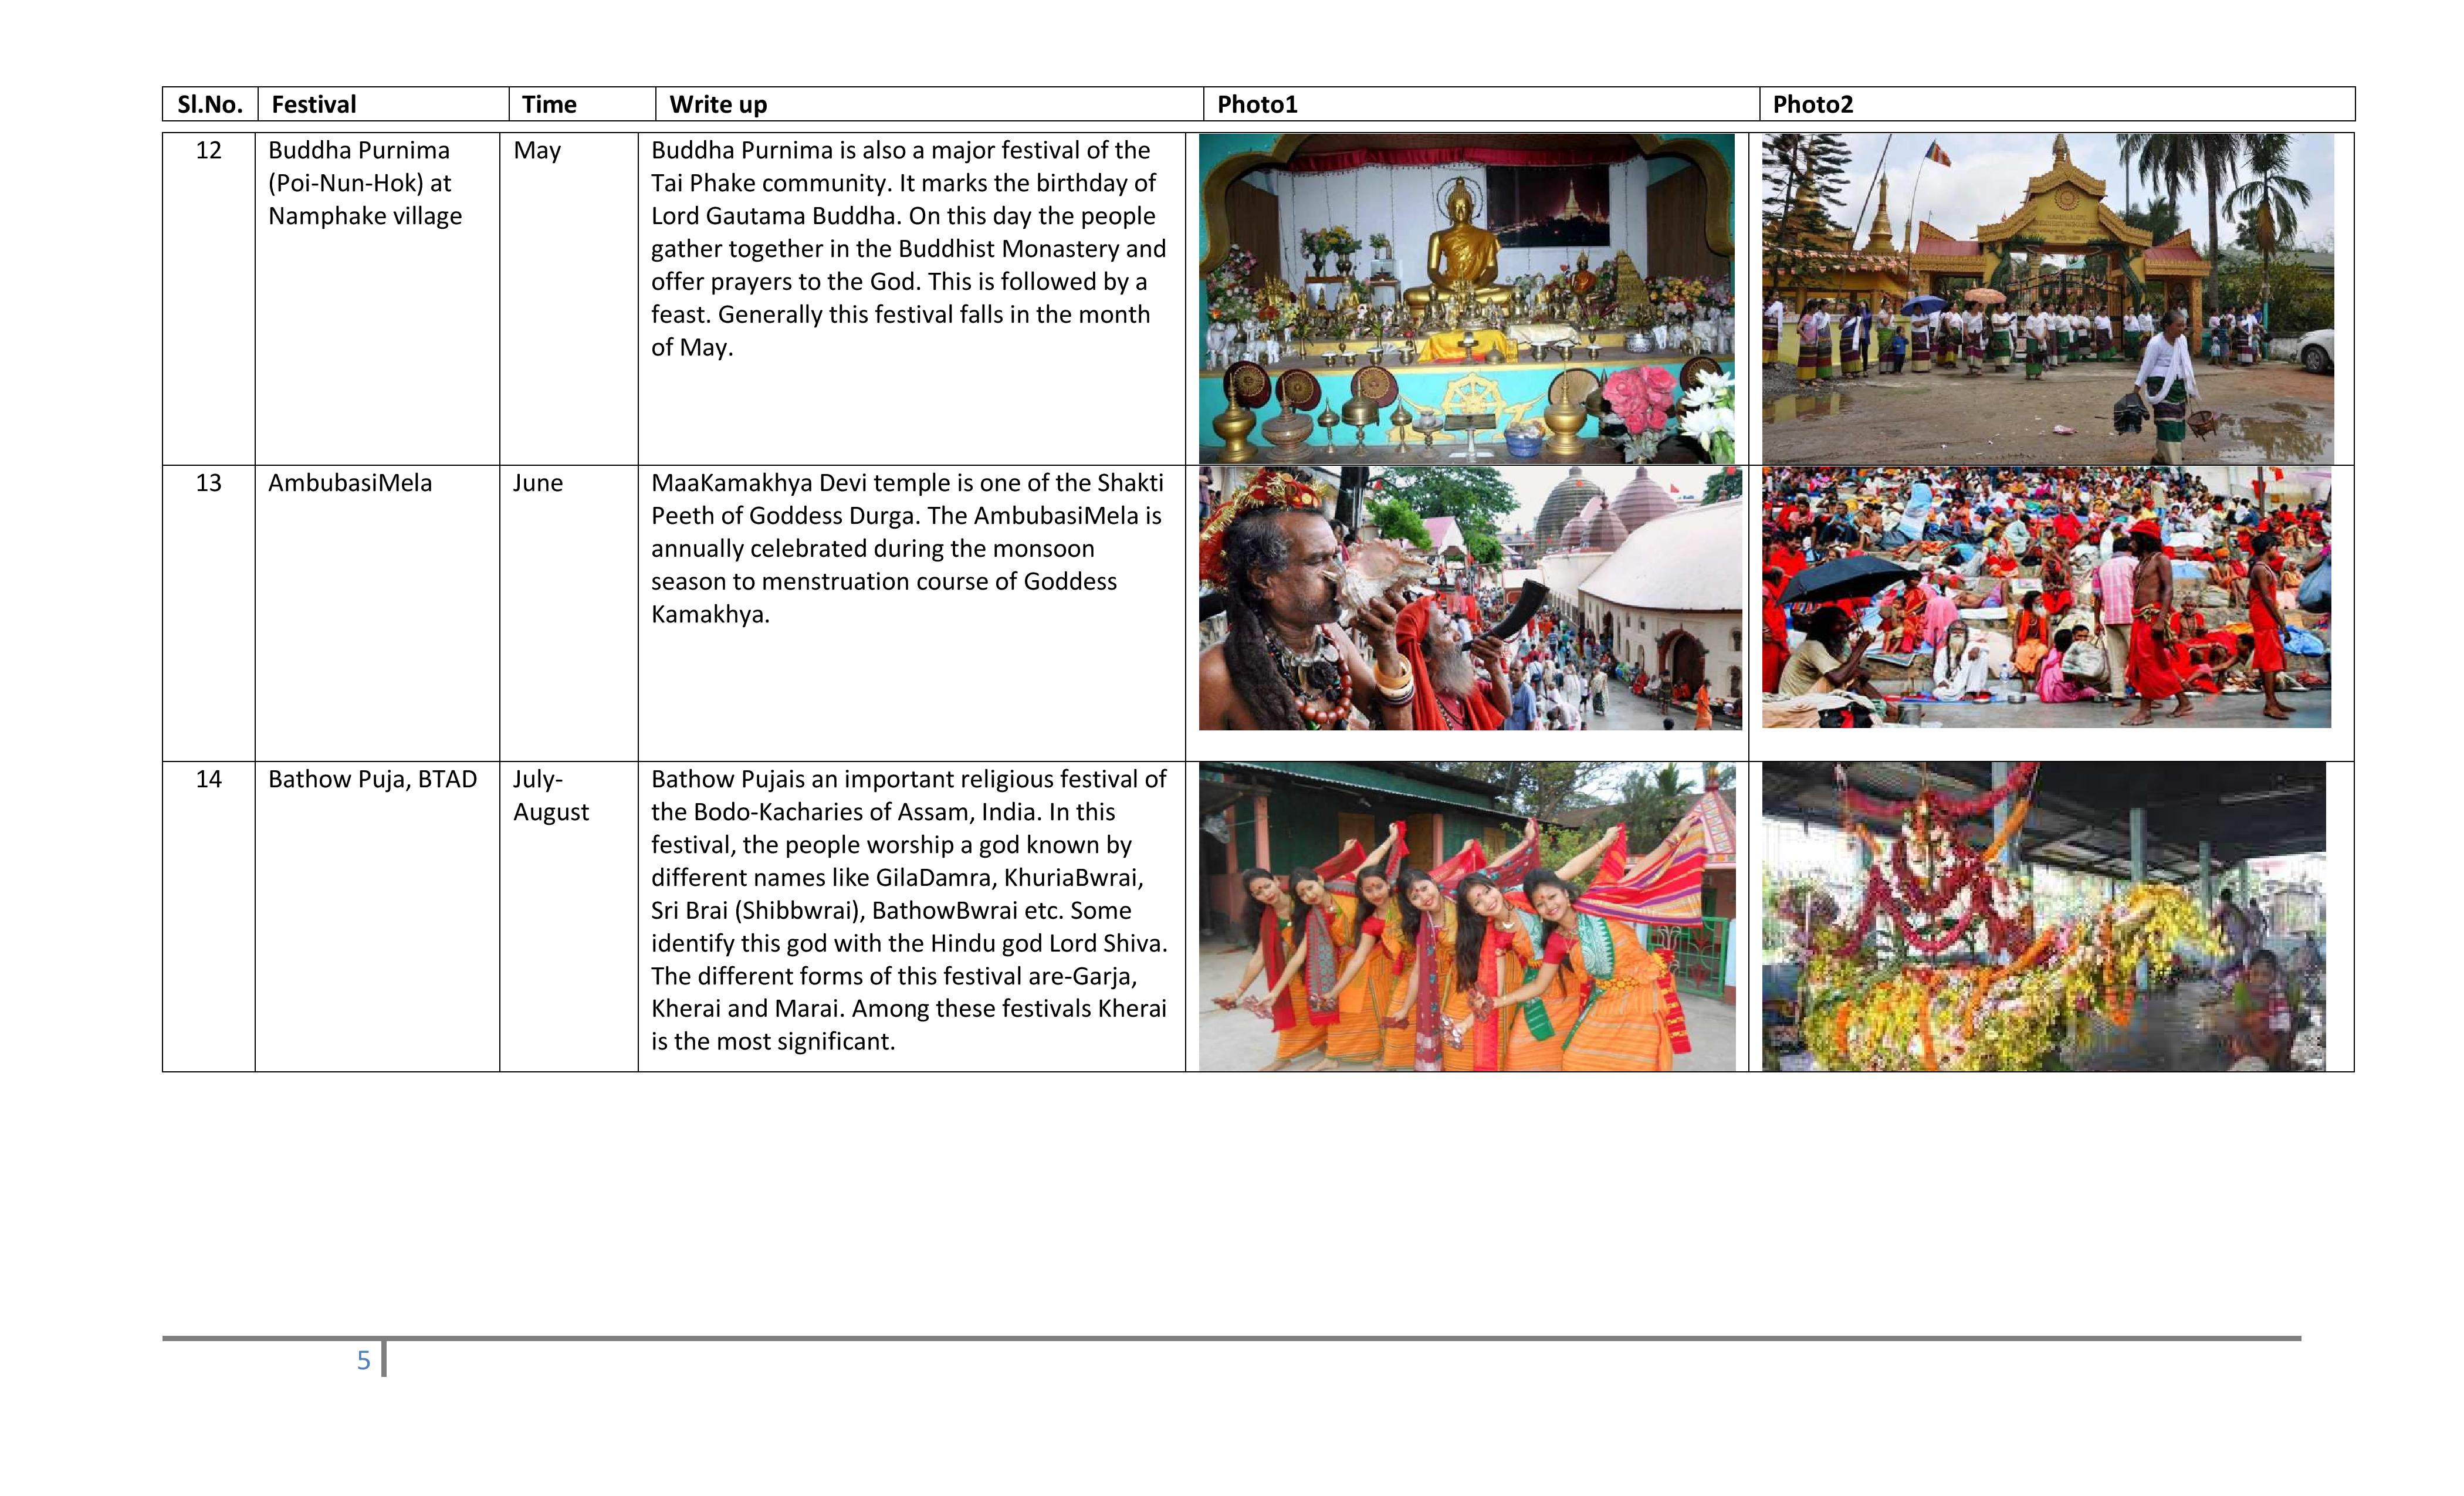 Sl.No. Festival Time Write up Photo1 Photo2
12 Buddha Purnima May Buddha Purnima is also a major festival of the
(Poi-Nun-Hok) at Tai Phake community. It marks the birthday of
Namphake village Lord Gautama Buddha. On this day the people
gather together in the Buddhist Monastery and
offer prayers to the God. This is followed by a
feast. Generally this festival falls in the month
of May.
13 AmbubasiMela June MaaKamakhya Devi temple is one of the Shakti
Peeth of Goddess Durga. The AmbubasiMela is
annually celebrated during the monsoon
season to menstruation course of Goddess
Kamakhya.
14 Bathow Puja, BTAD July- Bathow Pujais an important religious festival of
August the Bodo-Kacharies of Assam, India. In this
festival, the people worship a god known by
different names like GilaDamra, KhuriaBwrai,
Sri Brai (Shibbwrai), BathowBwrai etc. Some
identify this god with the Hindu god Lord Shiva.
The different forms of this festival are-Garja,
Kherai and Marai. Among these festivals Kherai
is the most significant.
5